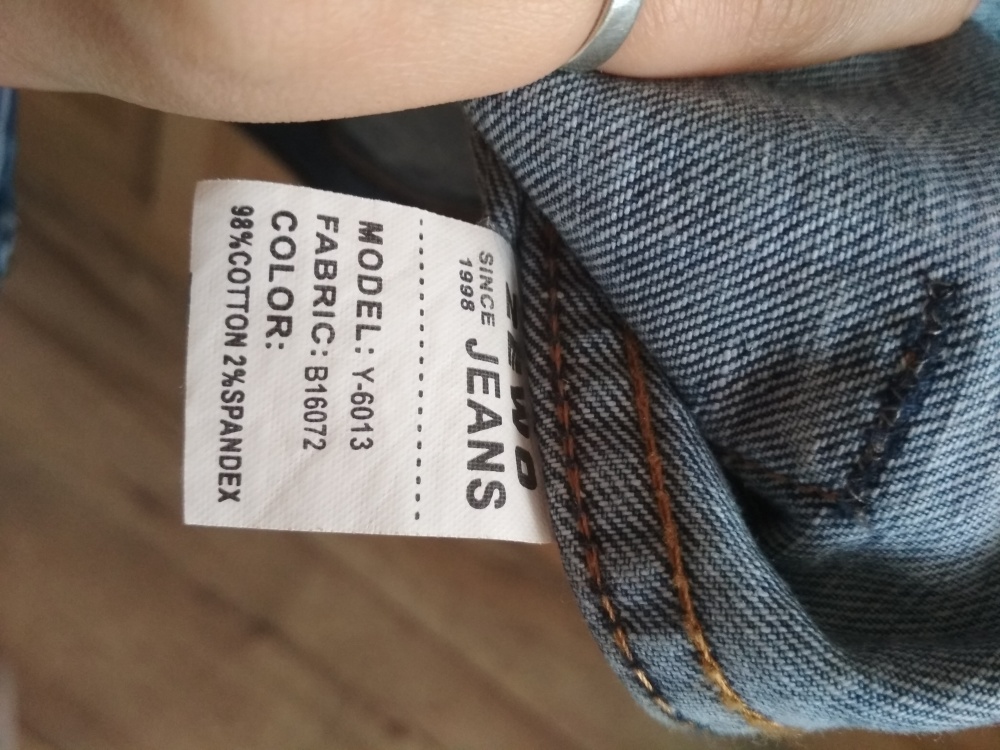 SINCE
1998
JEANS
MODEL: Y-6013
FABRIC: B16072
COLOR:
98%COTTON 2%SPANDEX